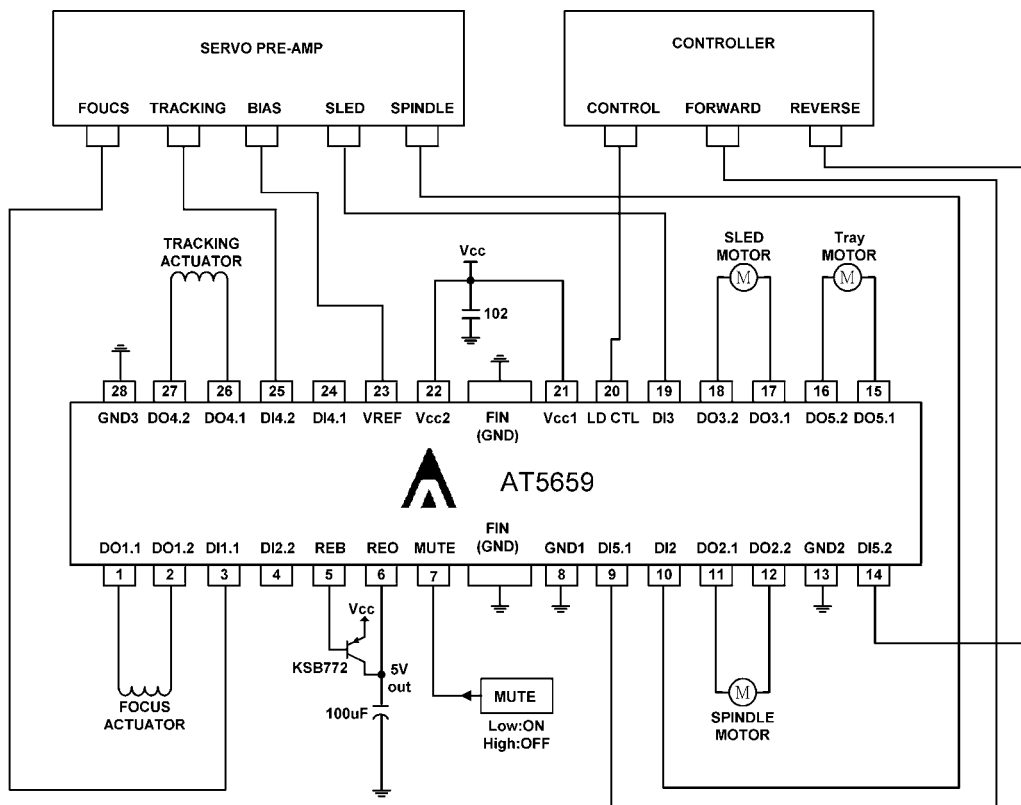 SERVO PRE-AMP
FOUCS TRACKING BIAS SLED SPINDLE
CONTROLLER
CONTROL FORWARD REVERSE
TRACKING
ACTUATOR
Vcc
102
SLED
MOTOR
M
Tray
MOTOR
M
28 27 26 25 24 23 22 21 20 19 18 17 16 15
GND3 DO4.2 DO4.1 DI4.2 DI4.1 VREF Vcc2 FIN Vcc1 LD CTL DI3 DO3.2 DO3.1 DO5.2 DO5.1
(GND)
AT5659
FIN
(GND)
DO1.1 DO1.2 DI1.1 DI2.2 REB REO MUTE GND1 DI5.1 DI2 DO2.1 DO2.2 GND2 DI5.2
1 2 3 4 5 6 7 8 9 10 11 12 13 14
Vcc
KSB772
5V
out
100uF
FOCUS
ACTUATOR
MUTE
Low:ON
High:OFF
M
SPINDLE
MOTOR